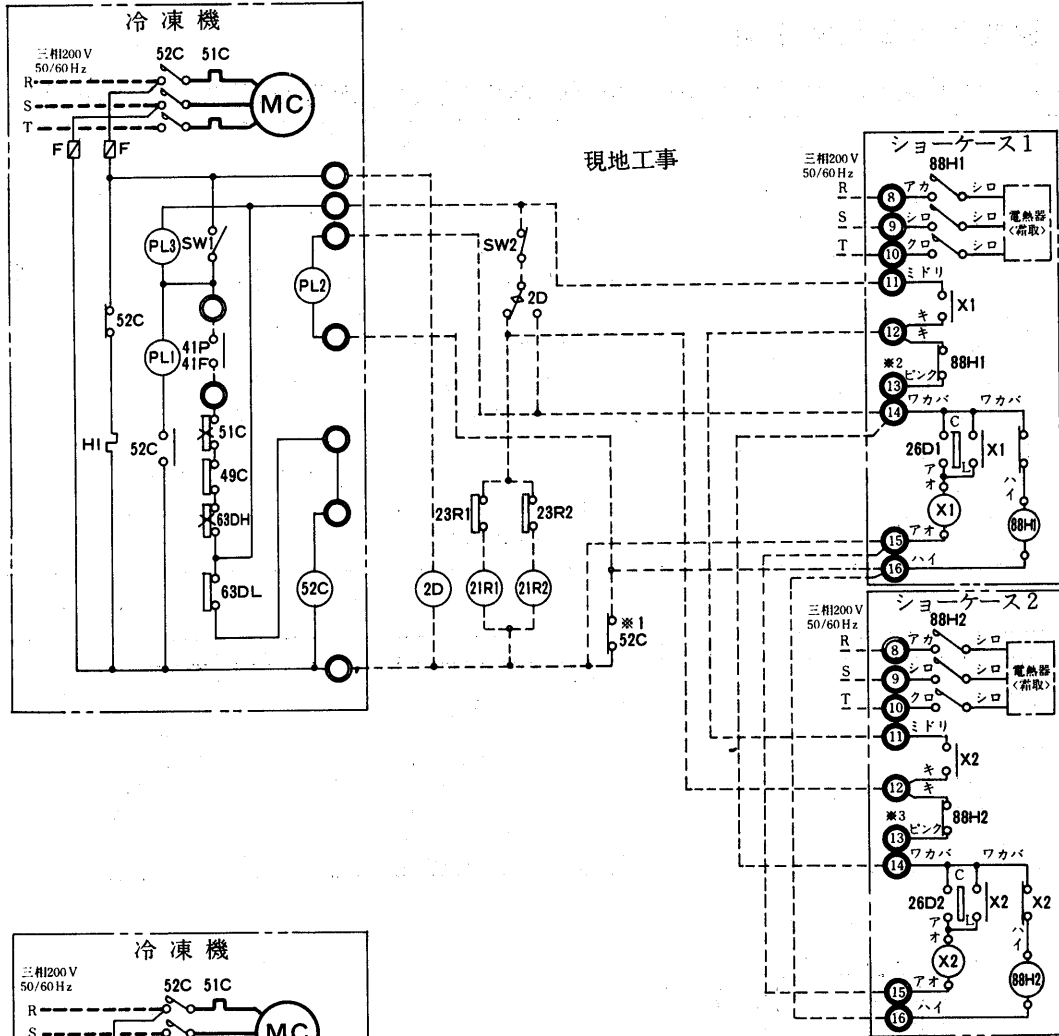 冷凍機
三相200V
50/60Hz
52C 51C
R
S
T
MC
F F
PL3 SW1
PL2
52C
PL1
41P
41F
51C
H1
52C
49C
63DH
63DL
52C
現地工事
SW2
2D
23R1 23R2
2D 21R1 21R2
※1
52C
ショーケース1
三相200V
50/60Hz
88H1
R 8 アカ シロ
S 9 シロ シロ
T 10 クロ シロ
電熱器
<霜取>
11 ミドリ
X1
12 キ
キ
88H1
※2
13 ピンク
14 ワカバ ワカバ
C
26D1 L X1
アオ
ハイ
X1
88H1
15 アオ
16 ハイ
ショーケース2
三相200V
50/60Hz
88H2
R 8 アカ シロ
S 9 シロ シロ
T 10 クロ シロ
電熱器
<霜取>
11 ミドリ
X2
12 キ
キ
88H2
※3
13 ピンク
14 ワカバ ワカバ
C
26D2 L X2 X2
アオ
ハイ
X2
88H2
15 アオ
16 ハイ
冷凍機
三相200V
50/60Hz
52C 51C
R
S
MC